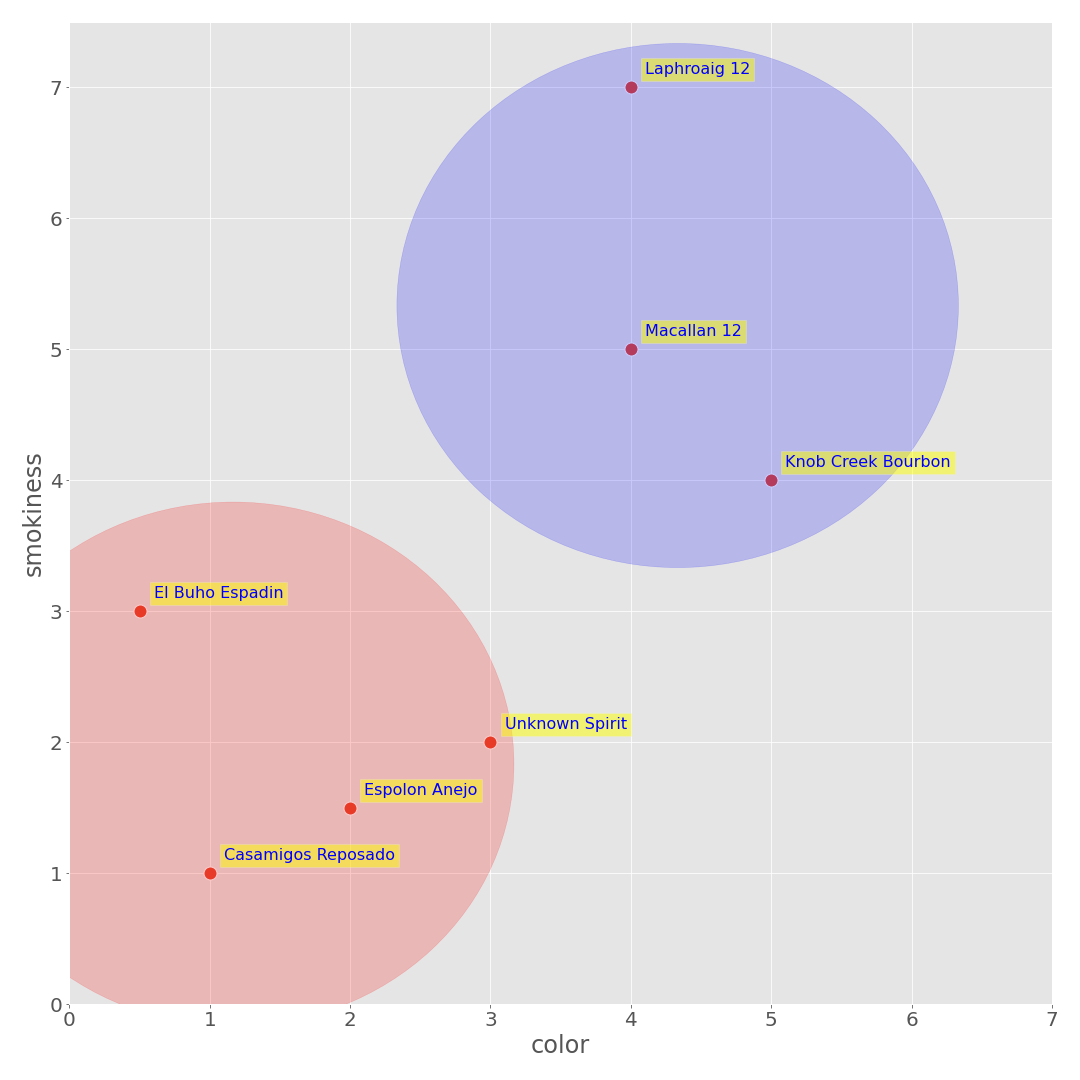 Laphroaig 12
7
6
Macallan 12
5
Knob Creek Bourbon
4
smokiness
El Buho Espadin
3
Unknown Spirit
2
Espolon Anejo
Casamigos Reposado
1
0
0 1 2 3 4 5 6 7
color